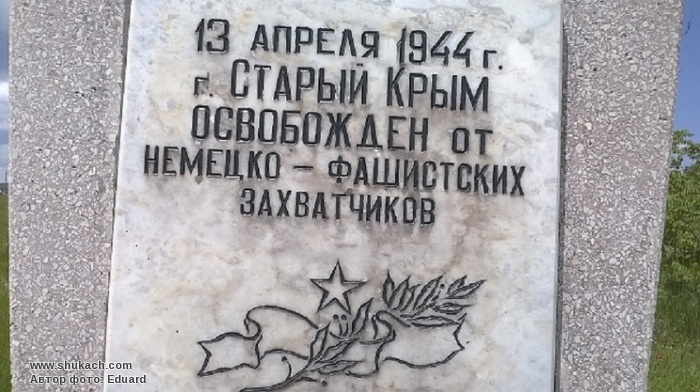 13 АПРЕЛЯ 1944 г.
г. СТАРЫЙ КРЫМ
ОСВОБОЖДЕН ОТ
НЕМЕЦКО – ФАШИСТСКИХ
ЗАХВАТЧИКОВ
www.shukach.com
Автор фото: Eduard